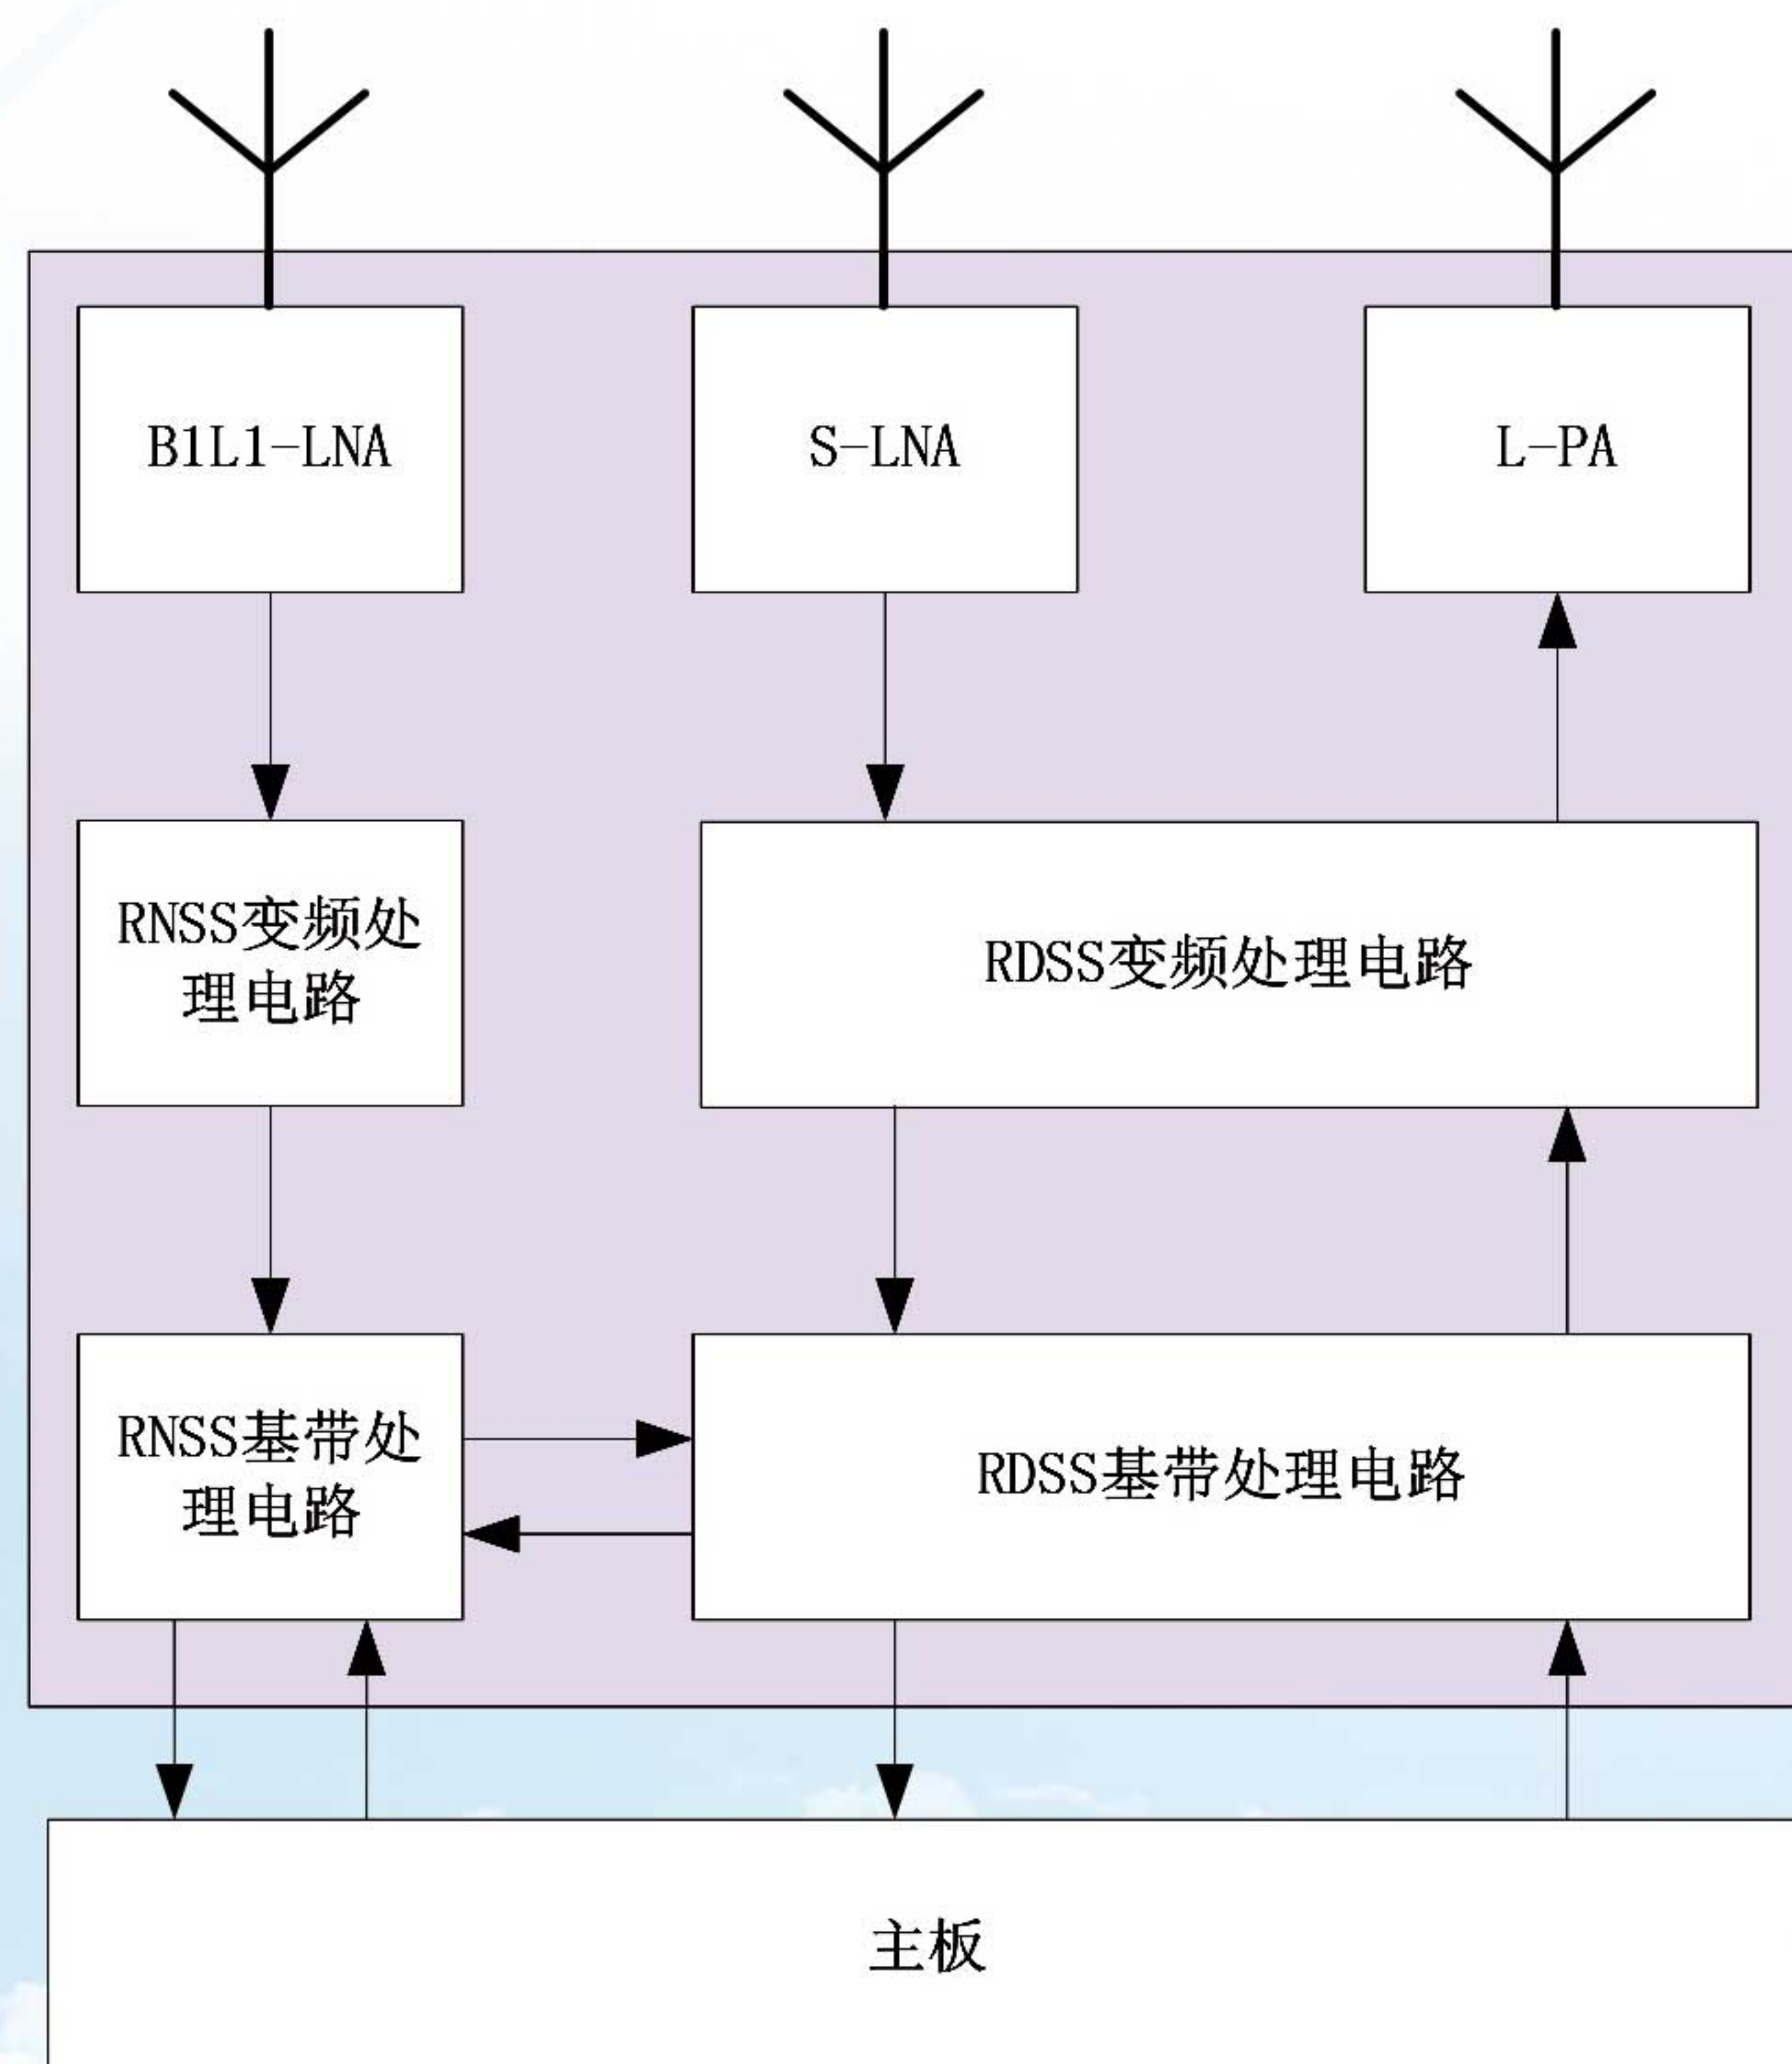 B1L1-LNA
S-LNA
L-PA
RNSS变频处
理电路
RDSS变频处理电路
RNSS基带处
理电路
RDSS基带处理电路
主板